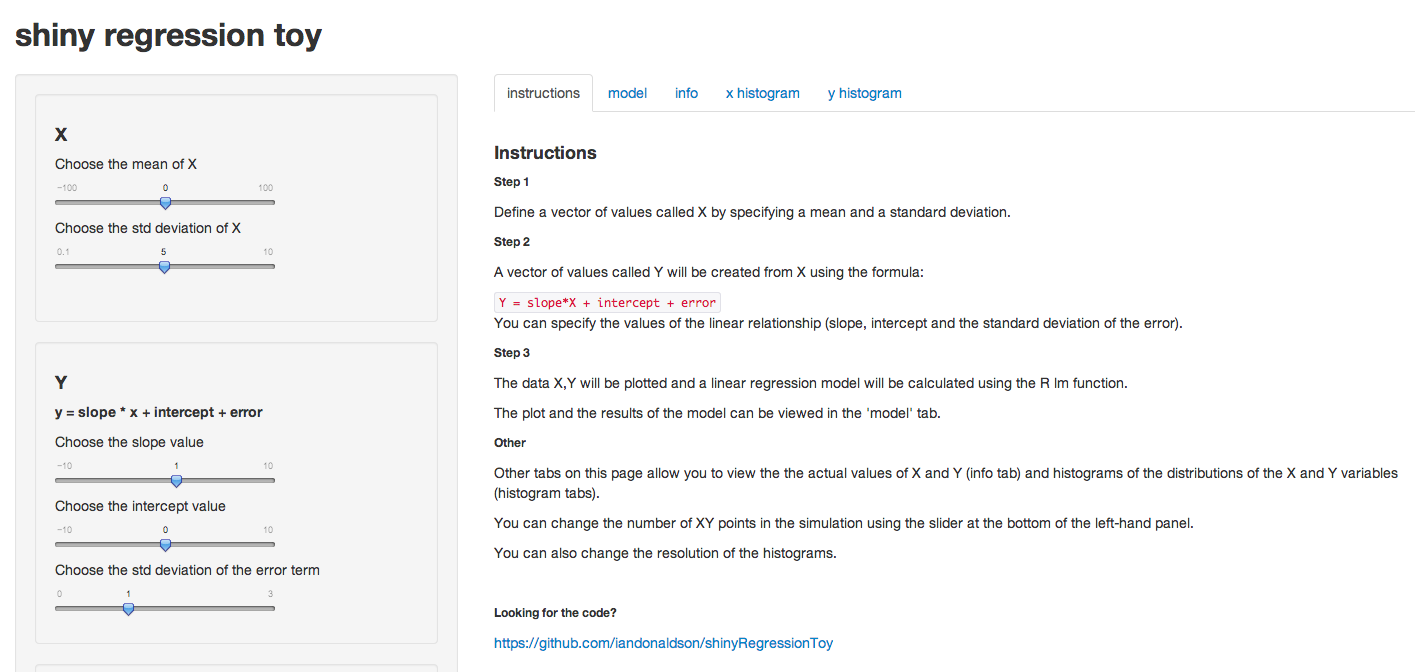 shiny regression toy
X
Choose the mean of X
-100 0 100
Choose the std deviation of X
0.1 5 10
Y
y = slope * x + intercept + error
Choose the slope value
-10 1 10
Choose the intercept value
-10 0 10
Choose the std deviation of the error term
0 1 3
instructions model info x histogram y histogram
Instructions
Step 1
Define a vector of values called X by specifying a mean and a standard deviation.
Step 2
A vector of values called Y will be created from X using the formula:
Y = slope*X + intercept + error
You can specify the values of the linear relationship (slope, intercept and the standard deviation of the error).
Step 3
The data X,Y will be plotted and a linear regression model will be calculated using the R lm function.
The plot and the results of the model can be viewed in the 'model' tab.
Other
Other tabs on this page allow you to view the the actual values of X and Y (info tab) and histograms of the distributions of the X and Y variables
(histogram tabs).
You can change the number of XY points in the simulation using the slider at the bottom of the left-hand panel.
You can also change the resolution of the histograms.
Looking for the code?
https://github.com/iandonaldson/shinyRegressionToy